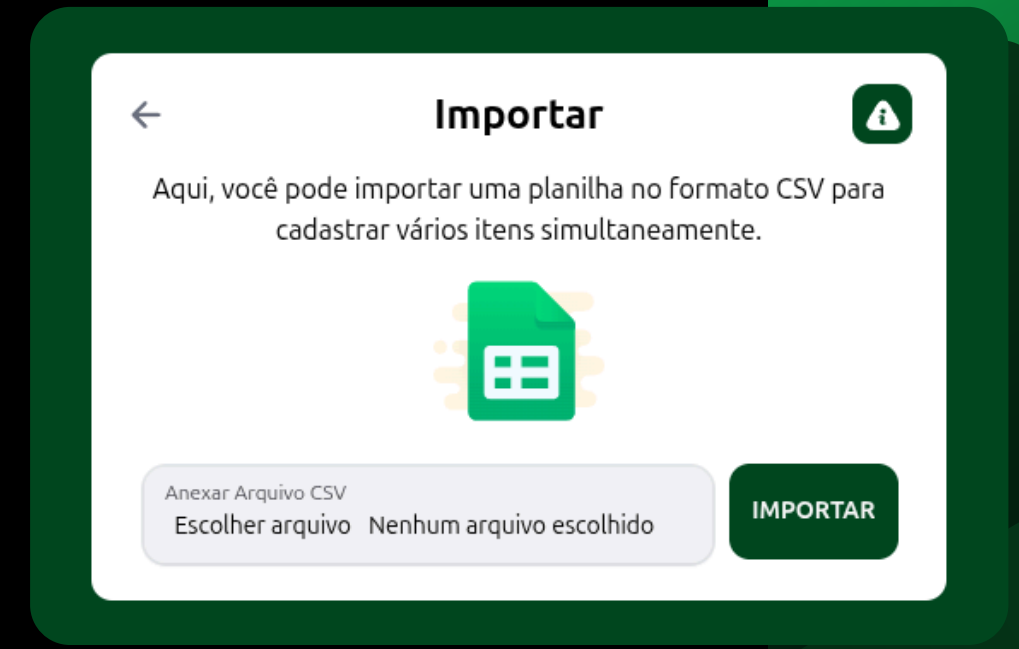 Importar
Aqui, você pode importar uma planilha no formato CSV para
cadastrar vários itens simultaneamente.
Anexar Arquivo CSV
Escolher arquivo Nenhum arquivo escolhido
IMPORTAR